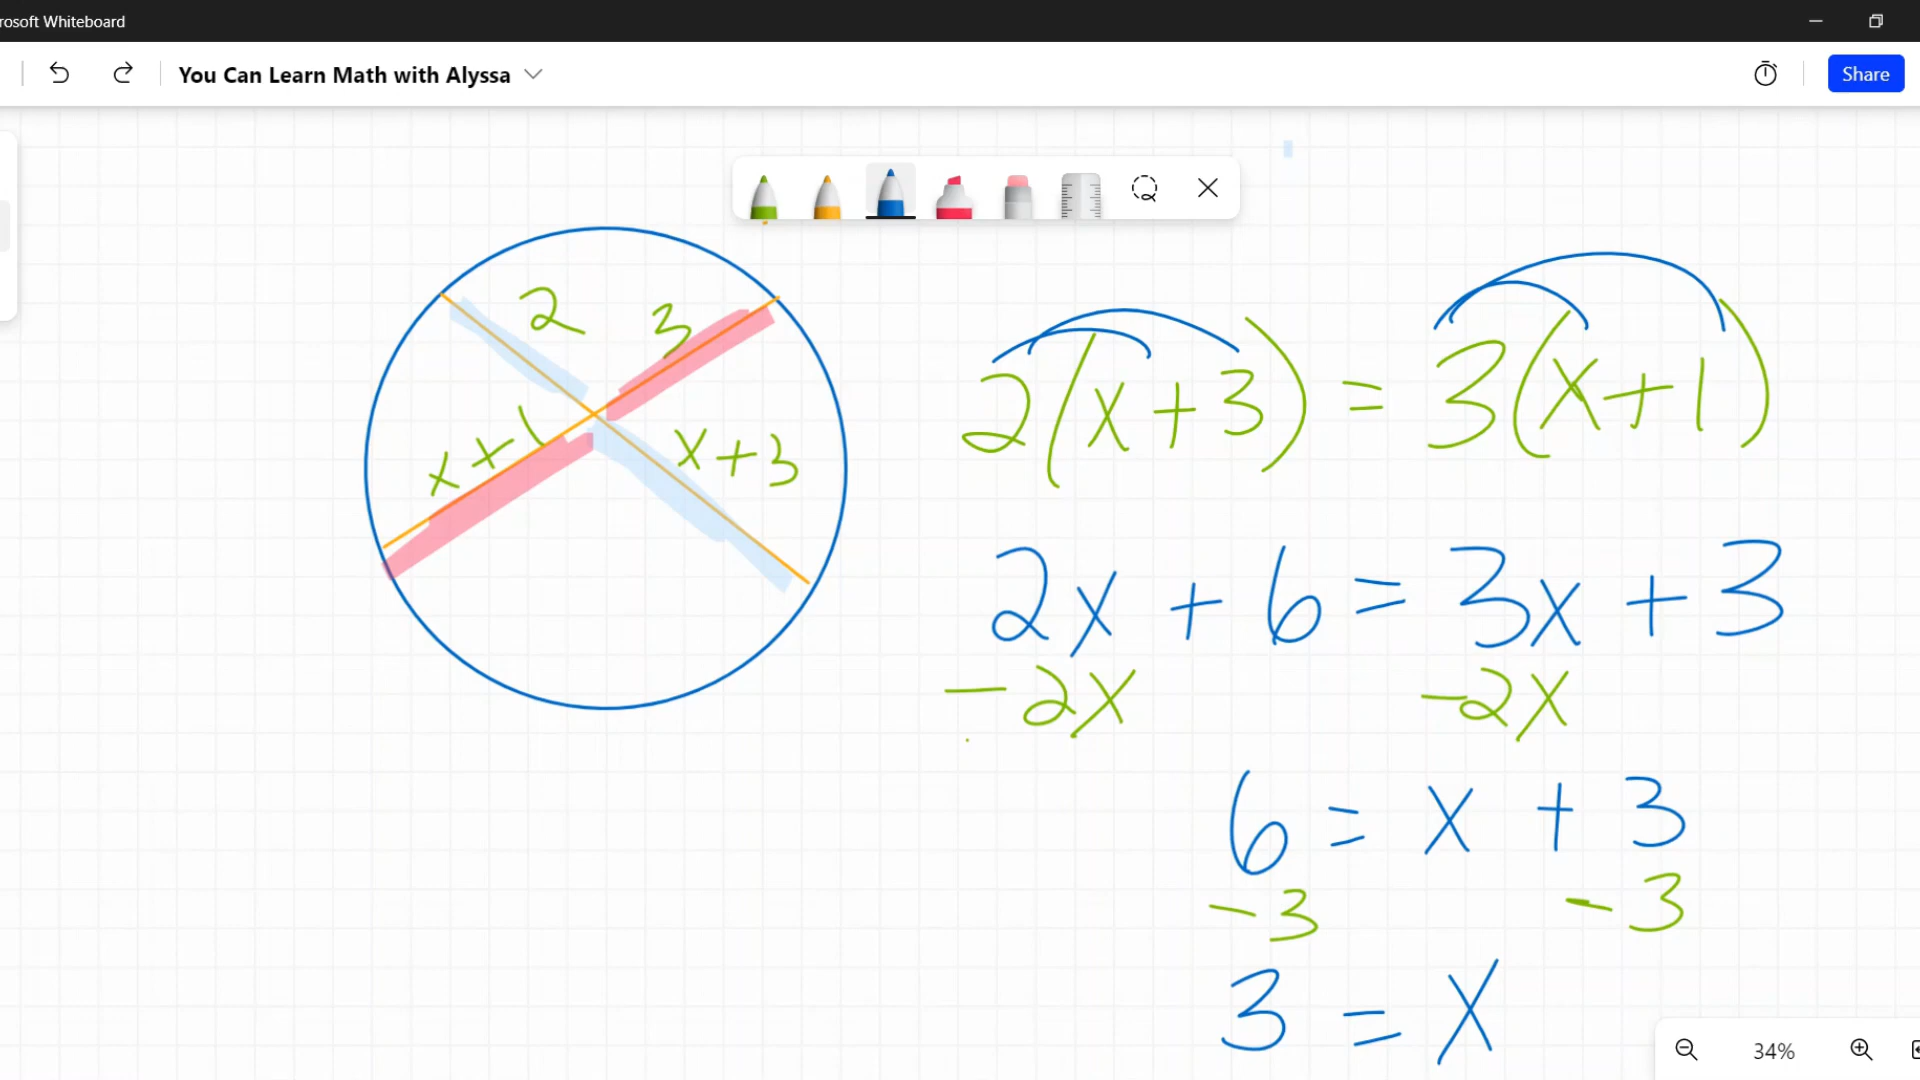 rosoft Whiteboard
You Can Learn Math with Alyssa
Share
2
3
x+1
x+3
2(x+3) = 3(x+1)
2x + 6 = 3x + 3
-2x -2x
6 = x + 3
-3 -3
3 = x
34%